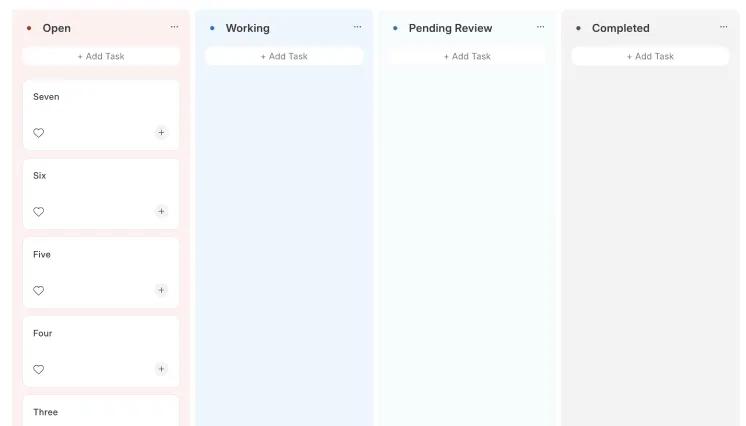 Open
+ Add Task
Seven
Six
Five
Four
Three
Working
+ Add Task
Pending Review
+ Add Task
Completed
+ Add Task